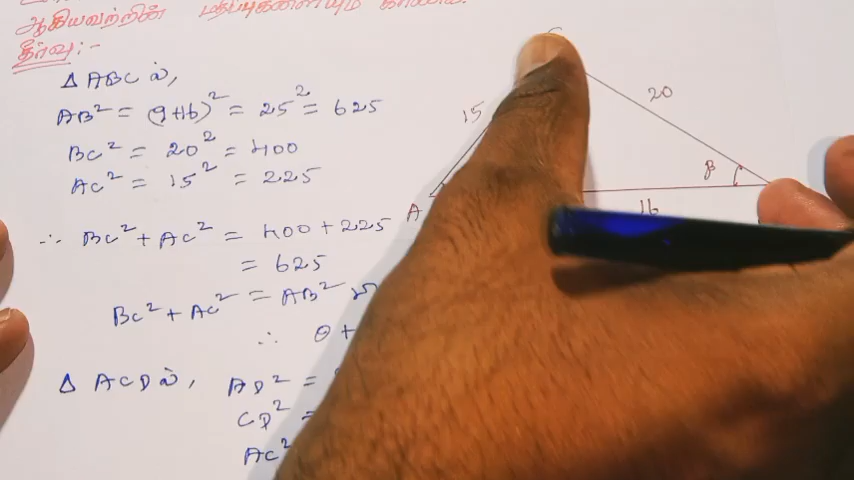 ஆகியவற்றின் மதிப்புகளையும் காண்க.
தீர்வு:-
Δ ABC ல்,
AB² = (9+16)² = 25² = 625
BC² = 20² = 400
AC² = 15² = 225
∴ BC² + AC² = 400 + 225
= 625
BC² + AC² = AB²
∴ θ +
Δ ACD ல், AD² =
CD² =
AC²
15
20
β
A
16